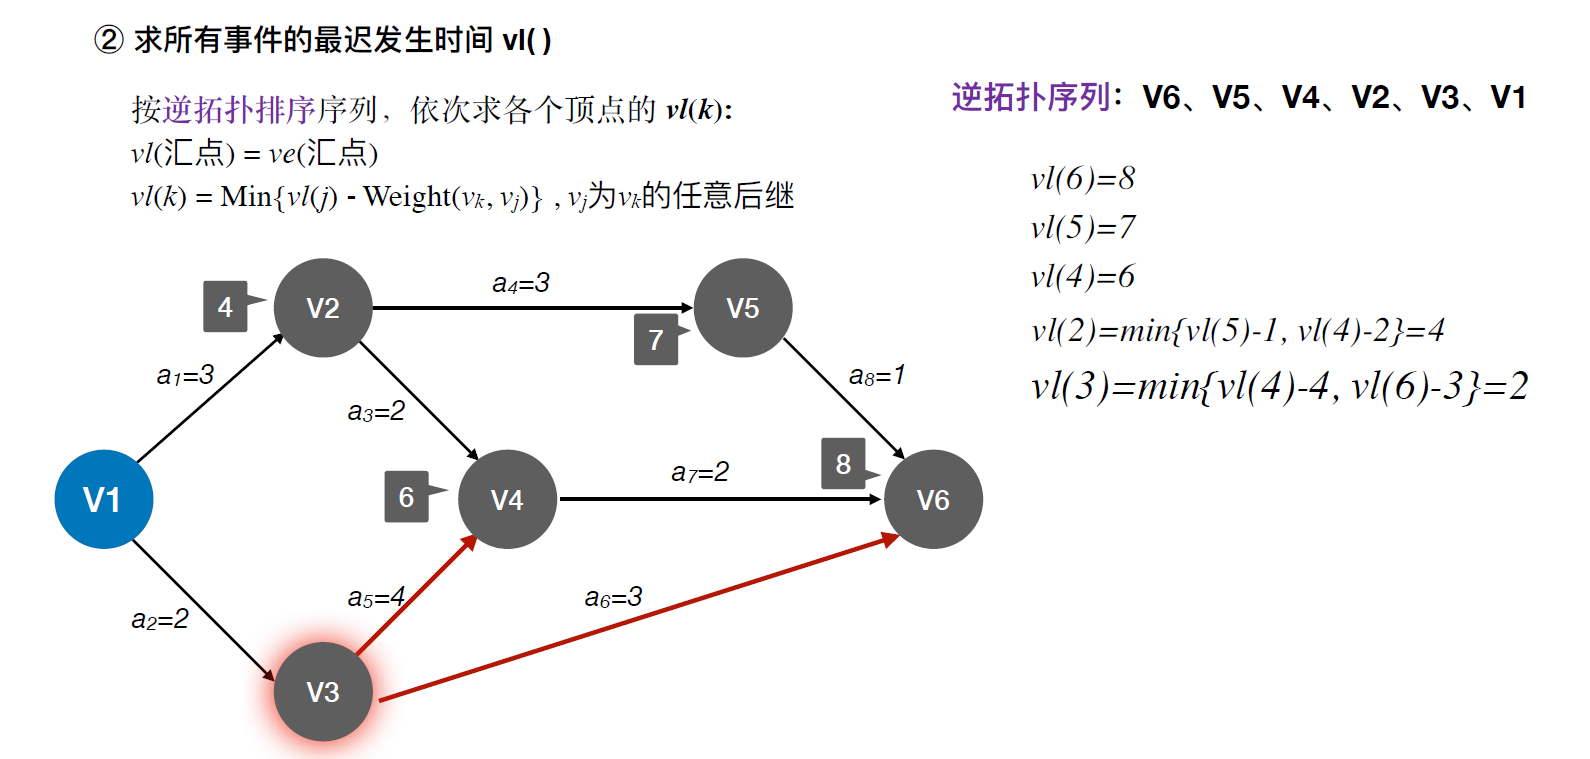 ② 求所有事件的最迟发生时间 vl( )
按逆拓扑排序序列，依次求各个顶点的 vl(k):
vl(汇点) = ve(汇点)
vl(k) = Min{vl(j) - Weight(vk, vj)} , vj为vk的任意后继
逆拓扑序列：V6、V5、V4、V2、V3、V1
vl(6)=8
vl(5)=7
vl(4)=6
vl(2)=min{vl(5)-1, vl(4)-2}=4
vl(3)=min{vl(4)-4, vl(6)-3}=2
4
V2
a4=3
V5
7
a1=3
a3=2
a8=1
V1
6
V4
a7=2
8
V6
a2=2
a5=4
a6=3
V3